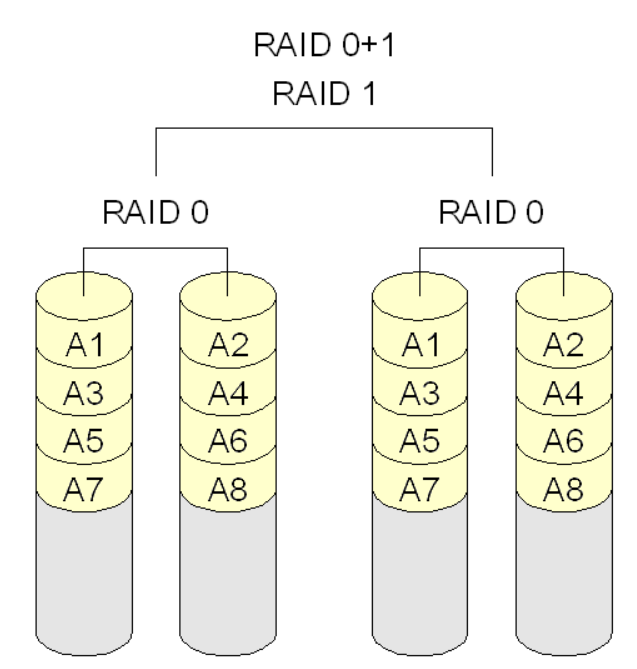 RAID 0+1
RAID 1
RAID 0 RAID 0
A1 A2 A1 A2
A3 A4 A3 A4
A5 A6 A5 A6
A7 A8 A7 A8